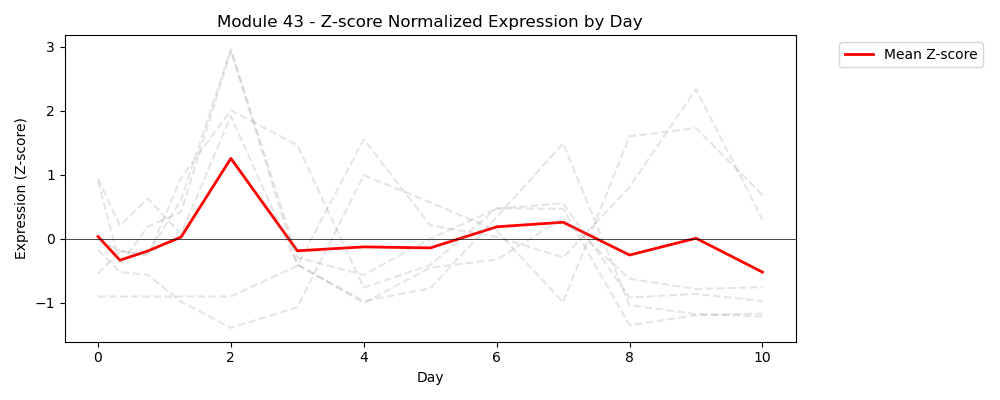 Module 43 - Z-score Normalized Expression by Day
Mean Z-score
Expression (Z-score)
3
2
1
0
−1
0
2
4
6
8
10
Day